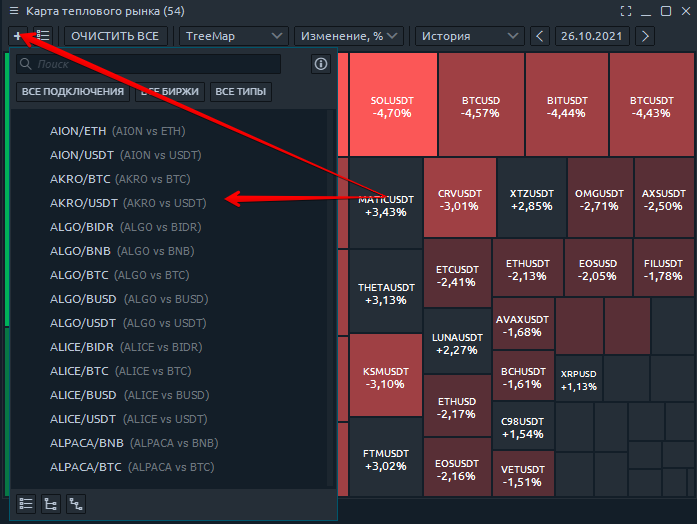 Карта теплового рынка (54)
ОЧИСТИТЬ ВСЕ
TreeMap
Изменение, %
История
26.10.2021
Поиск
ВСЕ ПОДКЛЮЧЕНИЯ
ВСЕ БИРЖИ
ВСЕ ТИПЫ
AION/ETH (AION vs ETH)
AION/USDT (AION vs USDT)
AKRO/BTC (AKRO vs BTC)
AKRO/USDT (AKRO vs USDT)
ALGO/BIDR (ALGO vs BIDR)
ALGO/BNB (ALGO vs BNB)
ALGO/BTC (ALGO vs BTC)
ALGO/BUSD (ALGO vs BUSD)
ALGO/USDT (ALGO vs USDT)
ALICE/BIDR (ALICE vs BIDR)
ALICE/BTC (ALICE vs BTC)
ALICE/BUSD (ALICE vs BUSD)
ALICE/USDT (ALICE vs USDT)
ALPACA/BNB (ALPACA vs BNB)
ALPACA/BTC (ALPACA vs BTC)
SOLUSDT
-4,70%
BTCUSD
-4,57%
BITUSDT
-4,44%
BTCUSDT
-4,43%
MATICUSDT
+3,43%
CRVUSDT
-3,01%
XTZUSDT
+2,85%
OMGUSDT
-2,71%
AXSUSDT
-2,50%
THETAUSDT
+3,13%
ETCUSDT
-2,41%
ETHUSDT
-2,13%
EOSUSD
-2,05%
FILUSDT
-1,78%
LUNAUSDT
+2,27%
AVAXUSDT
-1,68%
KSMUSDT
-3,10%
BCHUSDT
-1,61%
XRPUSD
+1,13%
ETHUSD
-2,17%
C98USDT
+1,54%
FTMUSDT
+3,02%
EOSUSDT
-2,16%
VETUSDT
-1,51%